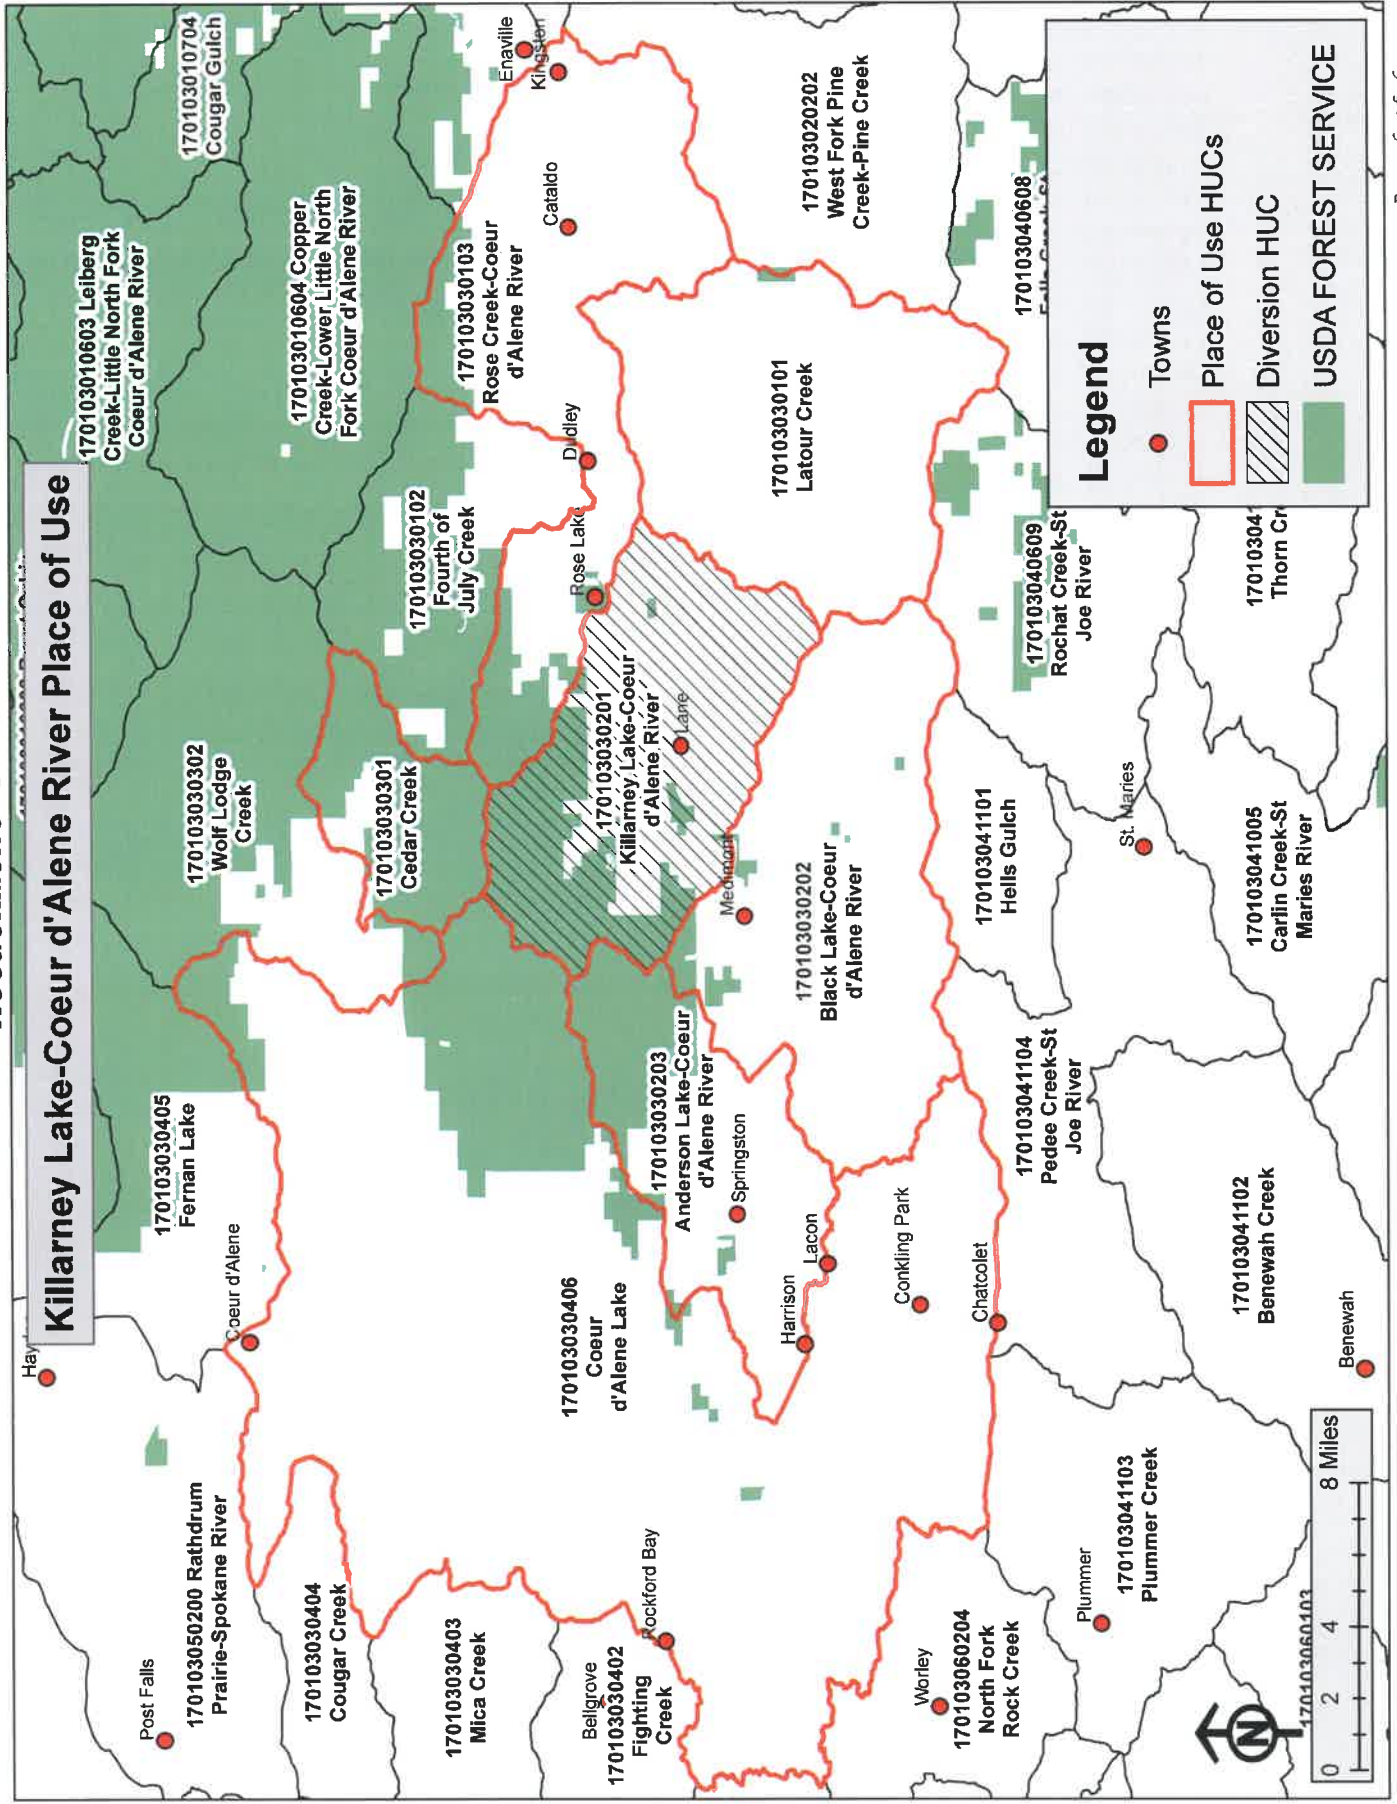 Killarney Lake-Coeur d'Alene River Place of Use
Hay
Post Falls
Coeur d'Alene
170103050200 Rathdrum
Prairie-Spokane River
170103030405
Fernan Lake
170103030302
Wolf Lodge
Creek
170103010603 Leiberg
Creek-Little North Fork
Coeur d'Alene River
170103010704
Cougar Gulch
170103010604 Copper
Creek-Lower Little North
Fork Coeur d'Alene River
170103030404
Cougar Creek
170103030301
Cedar Creek
170103030102
Fourth of
July Creek
170103030103
Rose Creek-Coeur
d'Alene River
Enaville
Kingston
Cataldo
Dudley
Rose Lake
170103030403
Mica Creek
170103030406
Coeur
d'Alene Lake
170103030201
Killarney Lake-Coeur
d'Alene River
Lane
Bellgrove
170103030402
Fighting
Creek
Rockford Bay
170103030203
Anderson Lake-Coeur
d'Alene River
Springston
Medimont
170103030101
Latour Creek
170103020202
West Fork Pine
Creek-Pine Creek
Harrison
Lacon
170103030202
Black Lake-Coeur
d'Alene River
Conkling Park
Chatcolet
Worley
170103060204
North Fork
Rock Creek
170103041104
Pedee Creek-St
Joe River
170103041101
Hells Gulch
170103040609
Rochat Creek-St
Joe River
170103040608
Plummer
170103041103
Plummer Creek
St. Maries
170103041102
Benewah Creek
170103041005
Carlin Creek-St
Maries River
170103041
Thorn Cr
Benewah
170103060103
N
0 2 4 8 Miles
Legend
Towns
Place of Use HUCs
Diversion HUC
USDA FOREST SERVICE